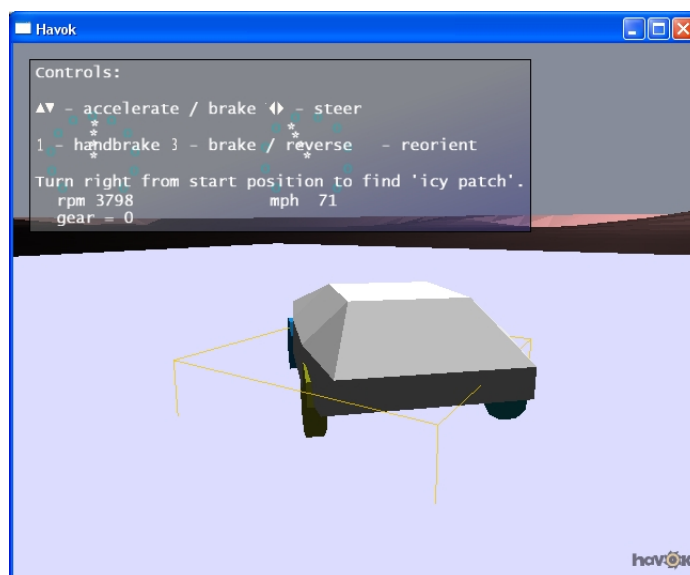 Havok
Controls:
▲▼ - accelerate / brake ◀▶ - steer
1 - handbrake 3 - brake / reverse - reorient
Turn right from start position to find 'icy patch'.
rpm 3798 mph 71
gear = 0
havok